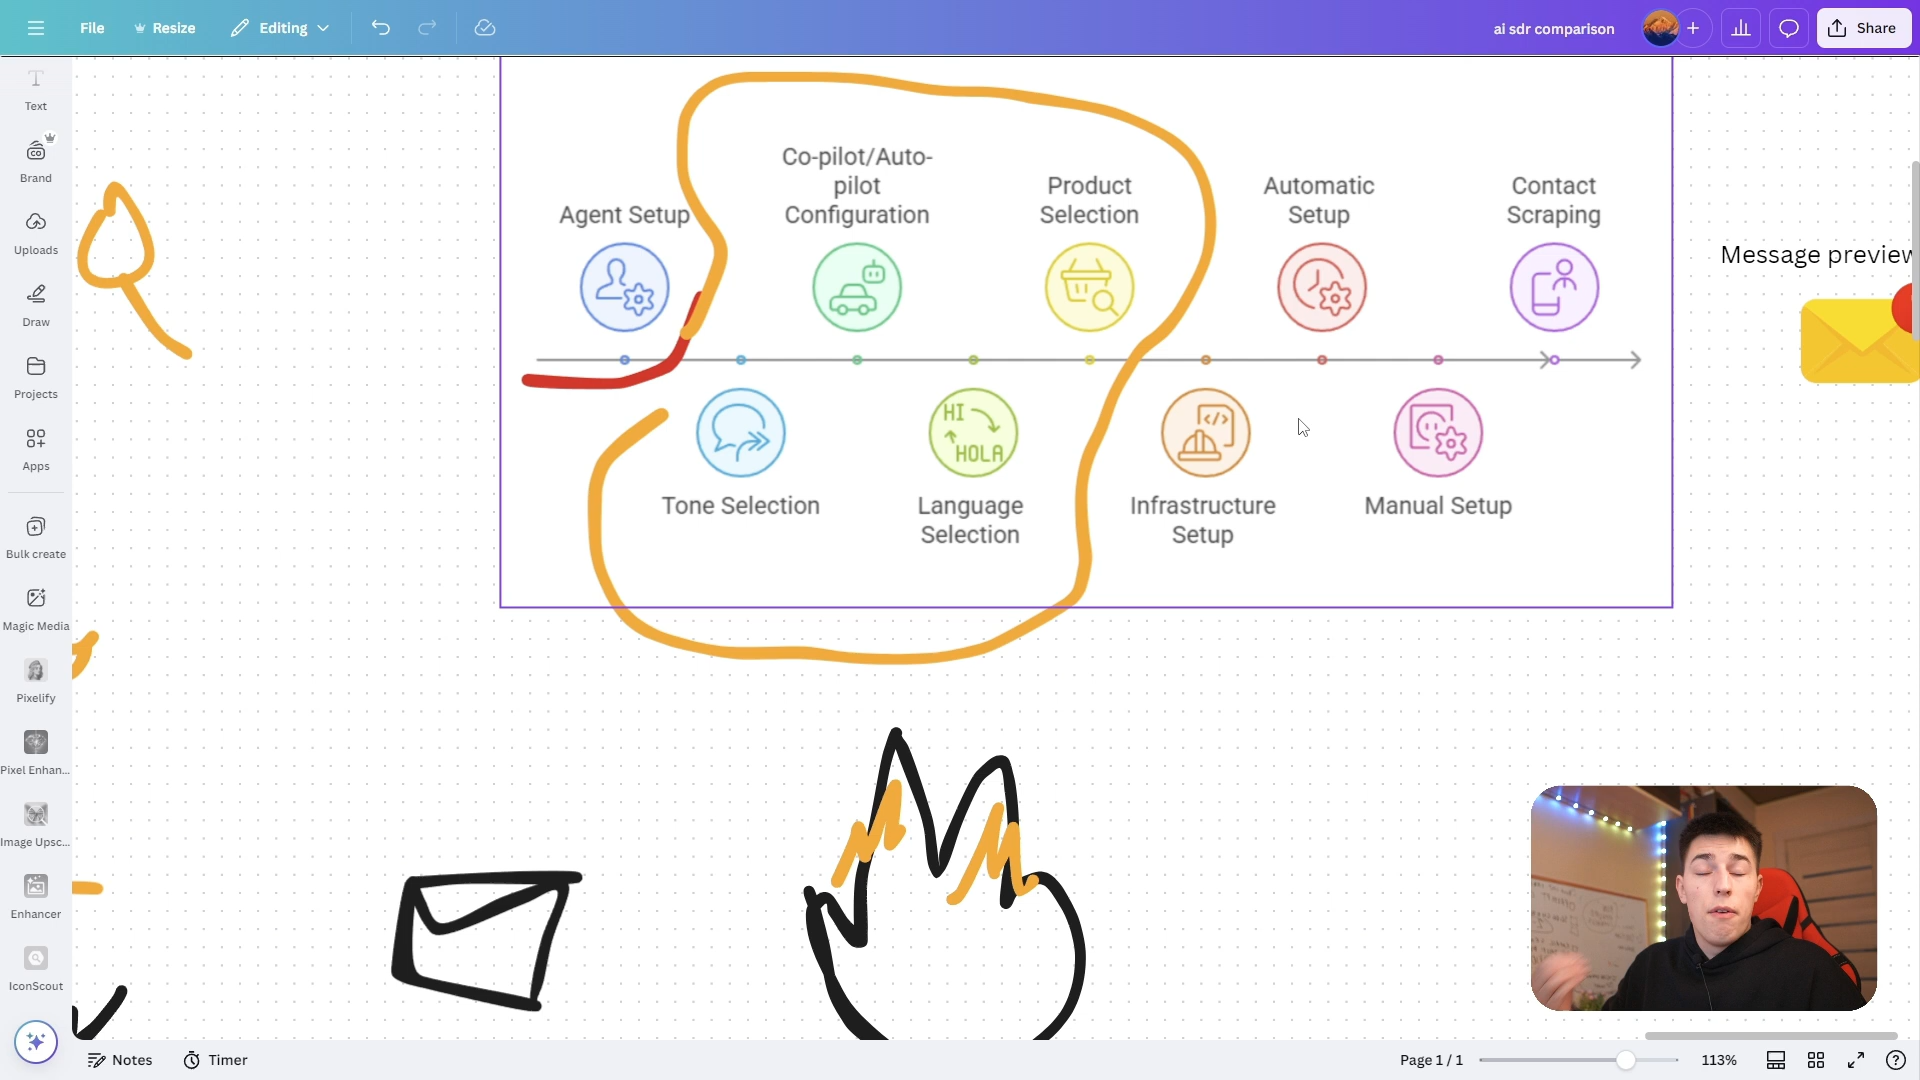 File
Resize
Editing
ai sdr comparison
Share
Text
Brand
Uploads
Draw
Projects
Apps
Bulk create
Magic Media
Pixelify
Pixel Enhan...
Image Upsc...
Enhancer
IconScout
Agent Setup
Co-pilot/Auto-
pilot
Configuration
Product
Selection
Automatic
Setup
Contact
Scraping
HI
HOLA
Tone Selection
Language
Selection
Infrastructure
Setup
Manual Setup
Message preview
Notes
Timer
Page 1 / 1
113%